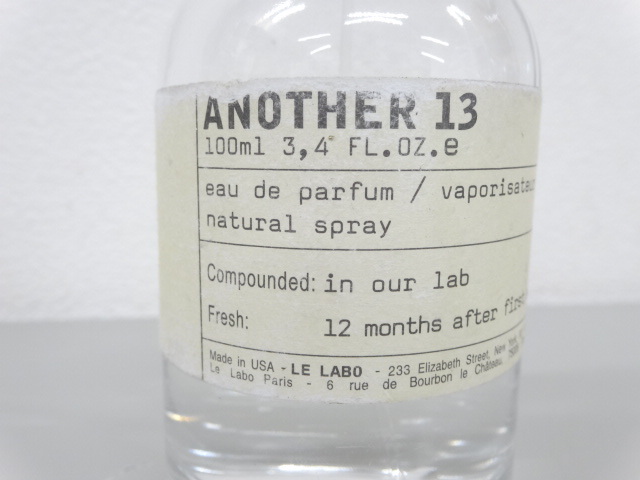 ANOTHER 13
100ml 3,4 FL.OZ.e
eau de parfum / vaporisateu
natural spray
Compounded: in our lab
Fresh: 12 months after first
Made in USA - LE LABO - 233 Elizabeth Street, New York,
Le Labo Paris - 6 rue de Bourbon le Château,